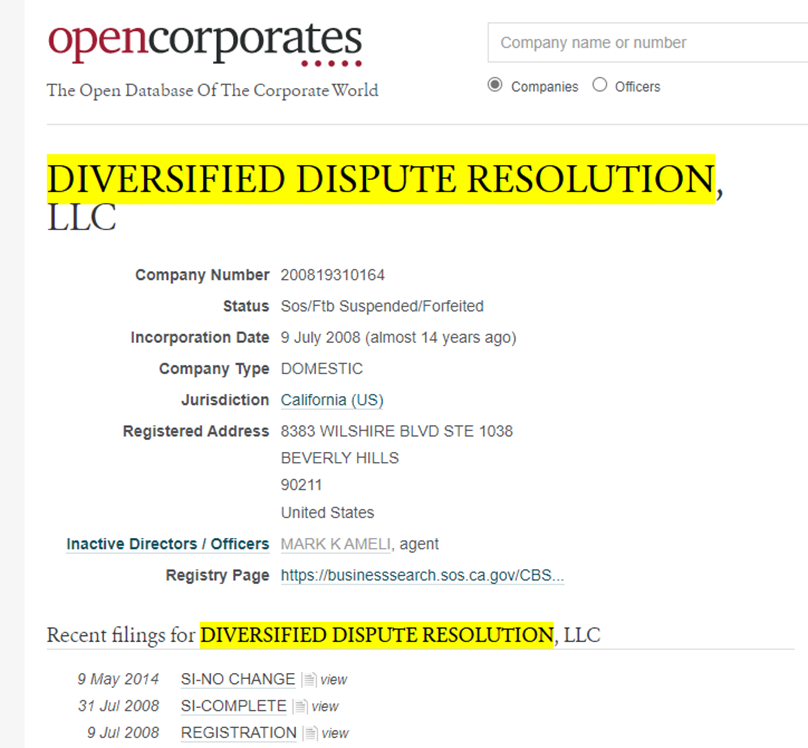 opencorporates
The Open Database Of The Corporate World
Company name or number
Companies Officers
DIVERSIFIED DISPUTE RESOLUTION,
LLC
Company Number 200819310164
Status Sos/Ftb Suspended/Forfeited
Incorporation Date 9 July 2008 (almost 14 years ago)
Company Type DOMESTIC
Jurisdiction California (US)
Registered Address 8383 WILSHIRE BLVD STE 1038
BEVERLY HILLS
90211
United States
Inactive Directors / Officers MARK K AMELI, agent
Registry Page https://businesssearch.sos.ca.gov/CBS...
Recent filings for DIVERSIFIED DISPUTE RESOLUTION, LLC
9 May 2014 SI-NO CHANGE view
31 Jul 2008 SI-COMPLETE view
9 Jul 2008 REGISTRATION view